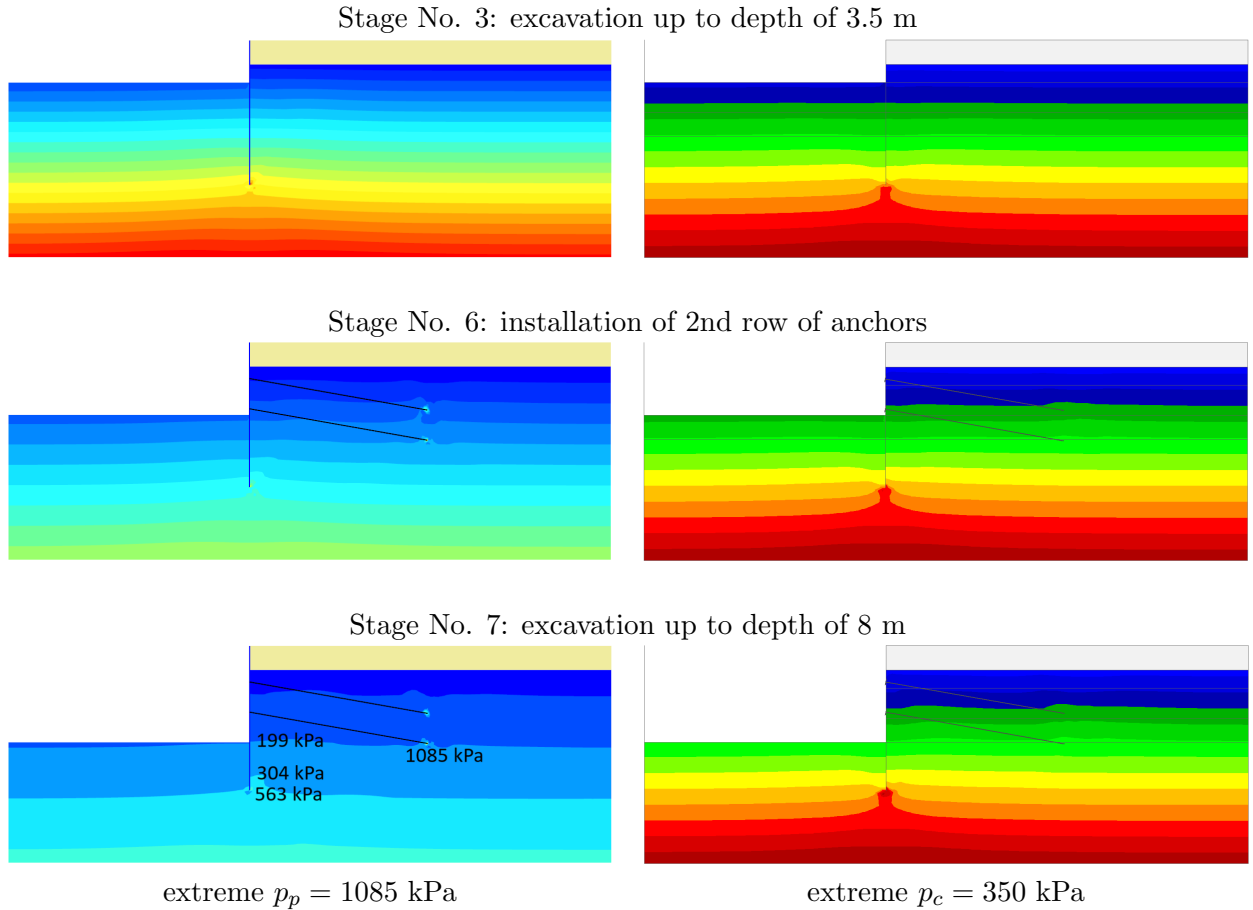 Stage No. 3: excavation up to depth of 3.5 m
Stage No. 6: installation of 2nd row of anchors
Stage No. 7: excavation up to depth of 8 m
199 kPa
1085 kPa
304 kPa
563 kPa
extreme pₚ = 1085 kPa
extreme p_c = 350 kPa